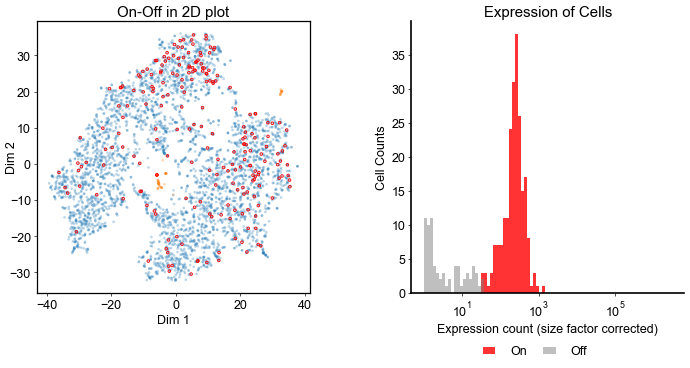 On-Off in 2D plot
Dim 2
30
20
10
0
−10
−20
−30
−40 −20 0 20 40
Dim 1
Expression of Cells
Cell Counts
35
30
25
20
15
10
5
0
10^1 10^3 10^5
Expression count (size factor corrected)
On Off